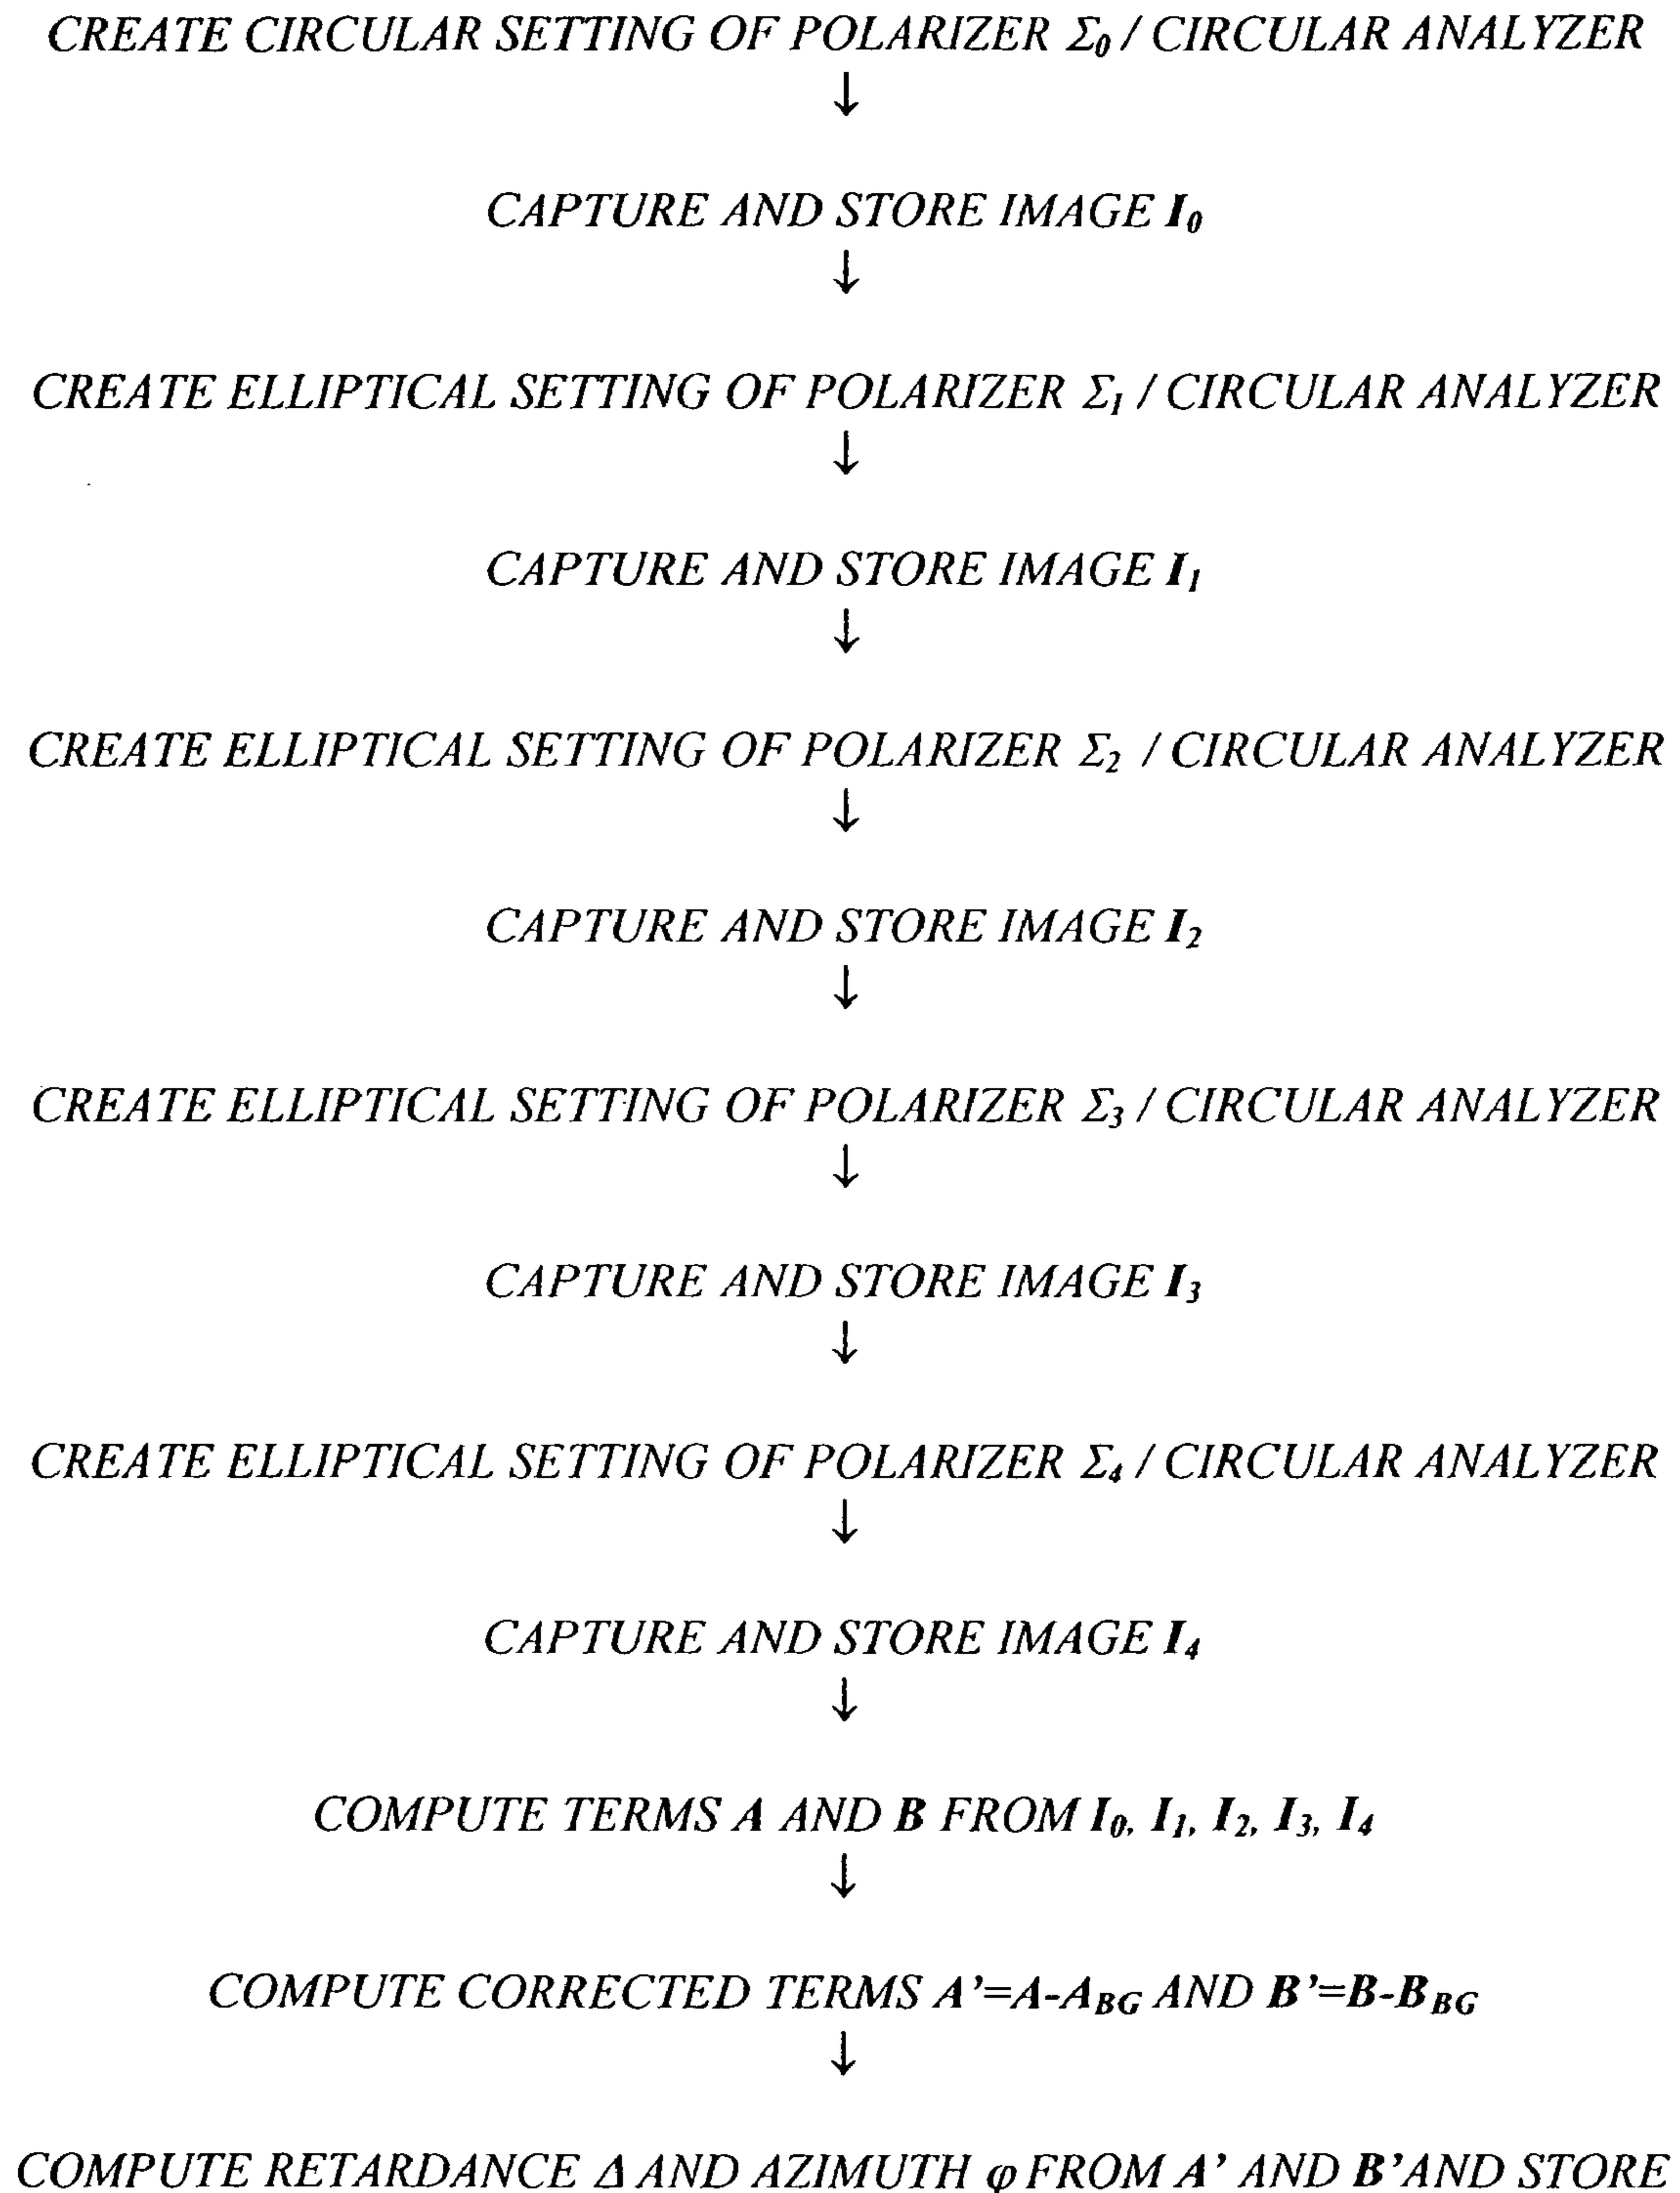 CREATE CIRCULAR SETTING OF POLARIZER Σ0 / CIRCULAR ANALYZER
↓
CAPTURE AND STORE IMAGE I0
↓
CREATE ELLIPTICAL SETTING OF POLARIZER Σ1 / CIRCULAR ANALYZER
↓
CAPTURE AND STORE IMAGE I1
↓
CREATE ELLIPTICAL SETTING OF POLARIZER Σ2 / CIRCULAR ANALYZER
↓
CAPTURE AND STORE IMAGE I2
↓
CREATE ELLIPTICAL SETTING OF POLARIZER Σ3 / CIRCULAR ANALYZER
↓
CAPTURE AND STORE IMAGE I3
↓
CREATE ELLIPTICAL SETTING OF POLARIZER Σ4 / CIRCULAR ANALYZER
↓
CAPTURE AND STORE IMAGE I4
↓
COMPUTE TERMS A AND B FROM I0, I1, I2, I3, I4
↓
COMPUTE CORRECTED TERMS A'=A-ABG AND B'=B-BBG
↓
COMPUTE RETARDANCE Δ AND AZIMUTH φ FROM A' AND B'AND STORE